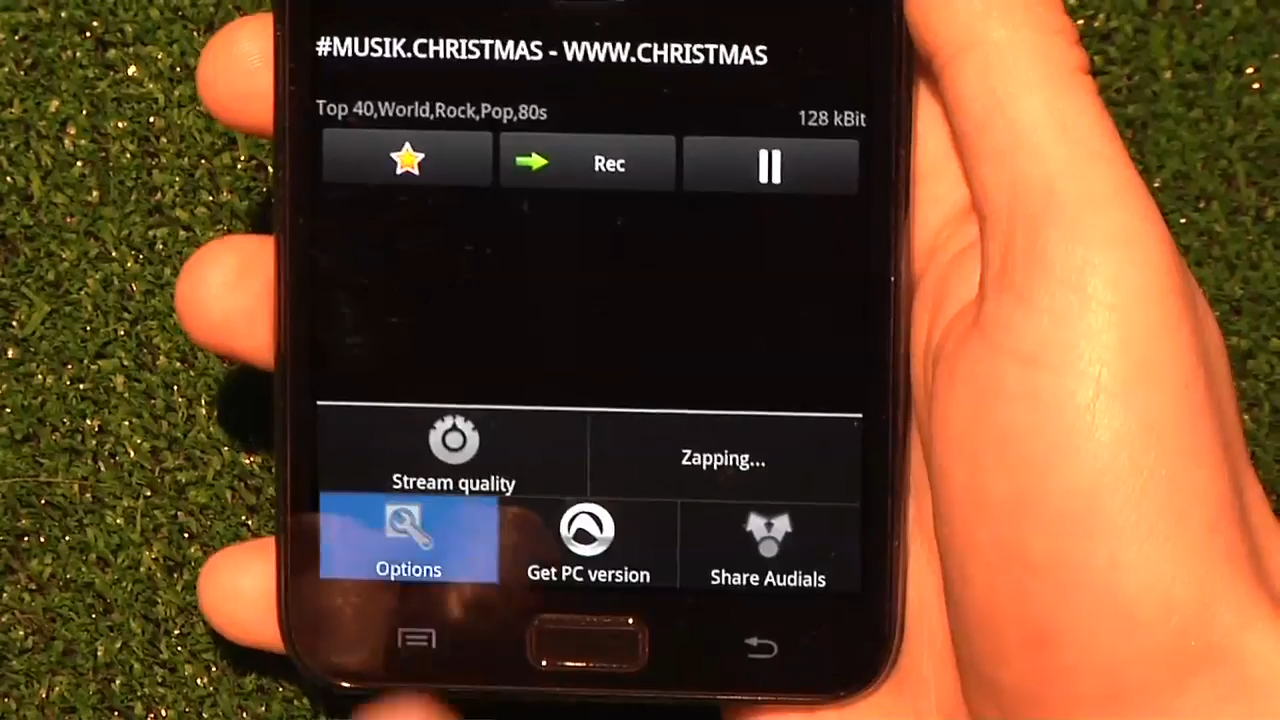 #MUSIK.CHRISTMAS - WWW.CHRISTMAS
Top 40,World,Rock,Pop,80s
128 kBit
Rec
Stream quality
Zapping...
Options
Get PC version
Share Audials